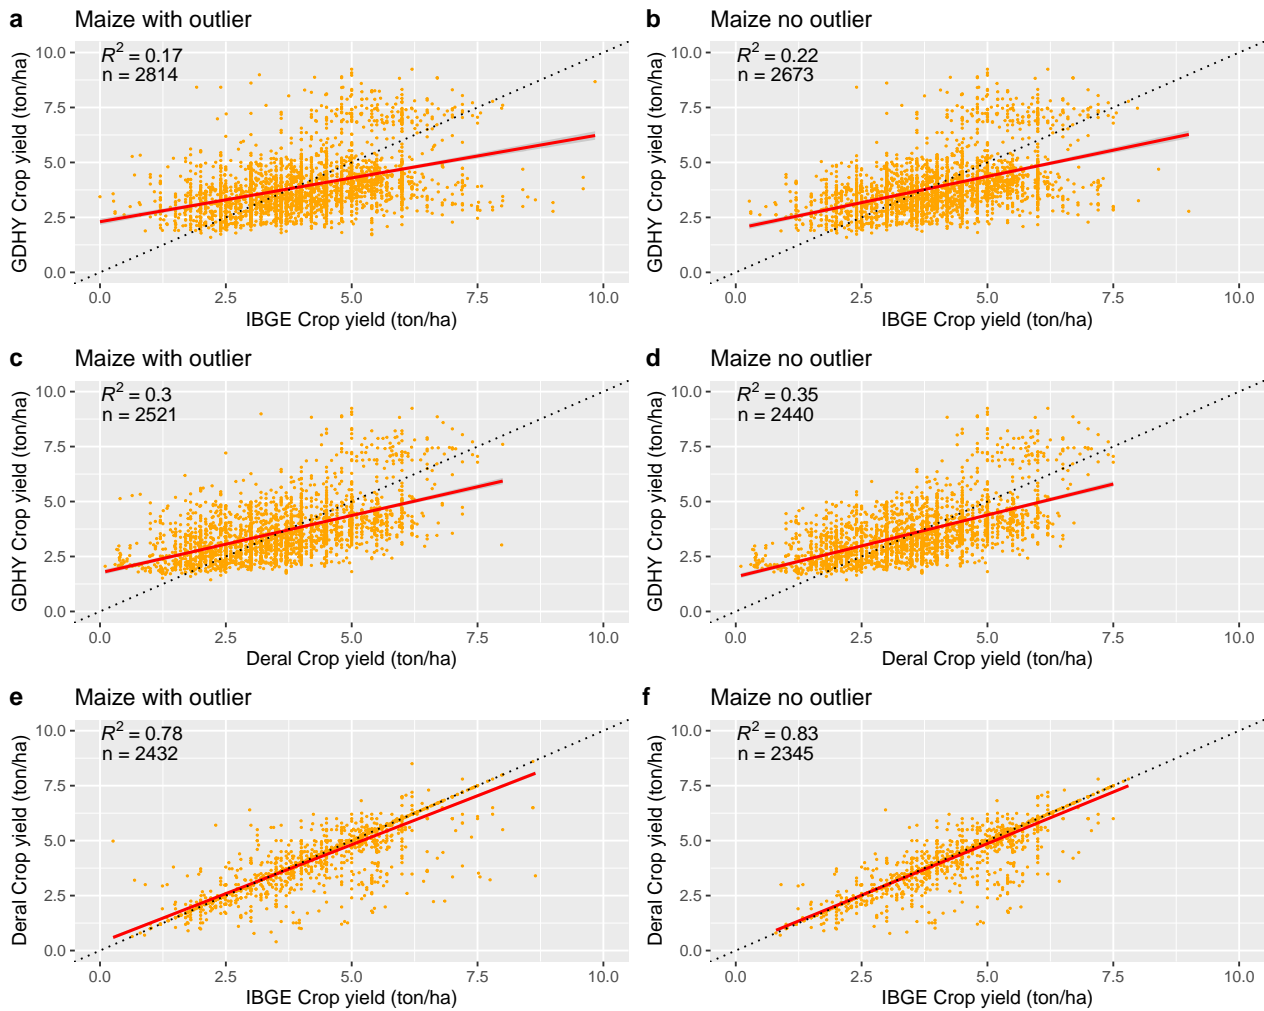 a Maize with outlier
R² = 0.17
n = 2814
GDHY Crop yield (ton/ha)
10.0
7.5
5.0
2.5
0.0
0.0 2.5 5.0 7.5 10.0
IBGE Crop yield (ton/ha)
b Maize no outlier
R² = 0.22
n = 2673
GDHY Crop yield (ton/ha)
10.0
7.5
5.0
2.5
0.0
0.0 2.5 5.0 7.5 10.0
IBGE Crop yield (ton/ha)
c Maize with outlier
R² = 0.3
n = 2521
GDHY Crop yield (ton/ha)
10.0
7.5
5.0
2.5
0.0
0.0 2.5 5.0 7.5 10.0
Deral Crop yield (ton/ha)
d Maize no outlier
R² = 0.35
n = 2440
GDHY Crop yield (ton/ha)
10.0
7.5
5.0
2.5
0.0
0.0 2.5 5.0 7.5 10.0
Deral Crop yield (ton/ha)
e Maize with outlier
R² = 0.78
n = 2432
Deral Crop yield (ton/ha)
10.0
7.5
5.0
2.5
0.0
0.0 2.5 5.0 7.5 10.0
IBGE Crop yield (ton/ha)
f Maize no outlier
R² = 0.83
n = 2345
Deral Crop yield (ton/ha)
10.0
7.5
5.0
2.5
0.0
0.0 2.5 5.0 7.5 10.0
IBGE Crop yield (ton/ha)